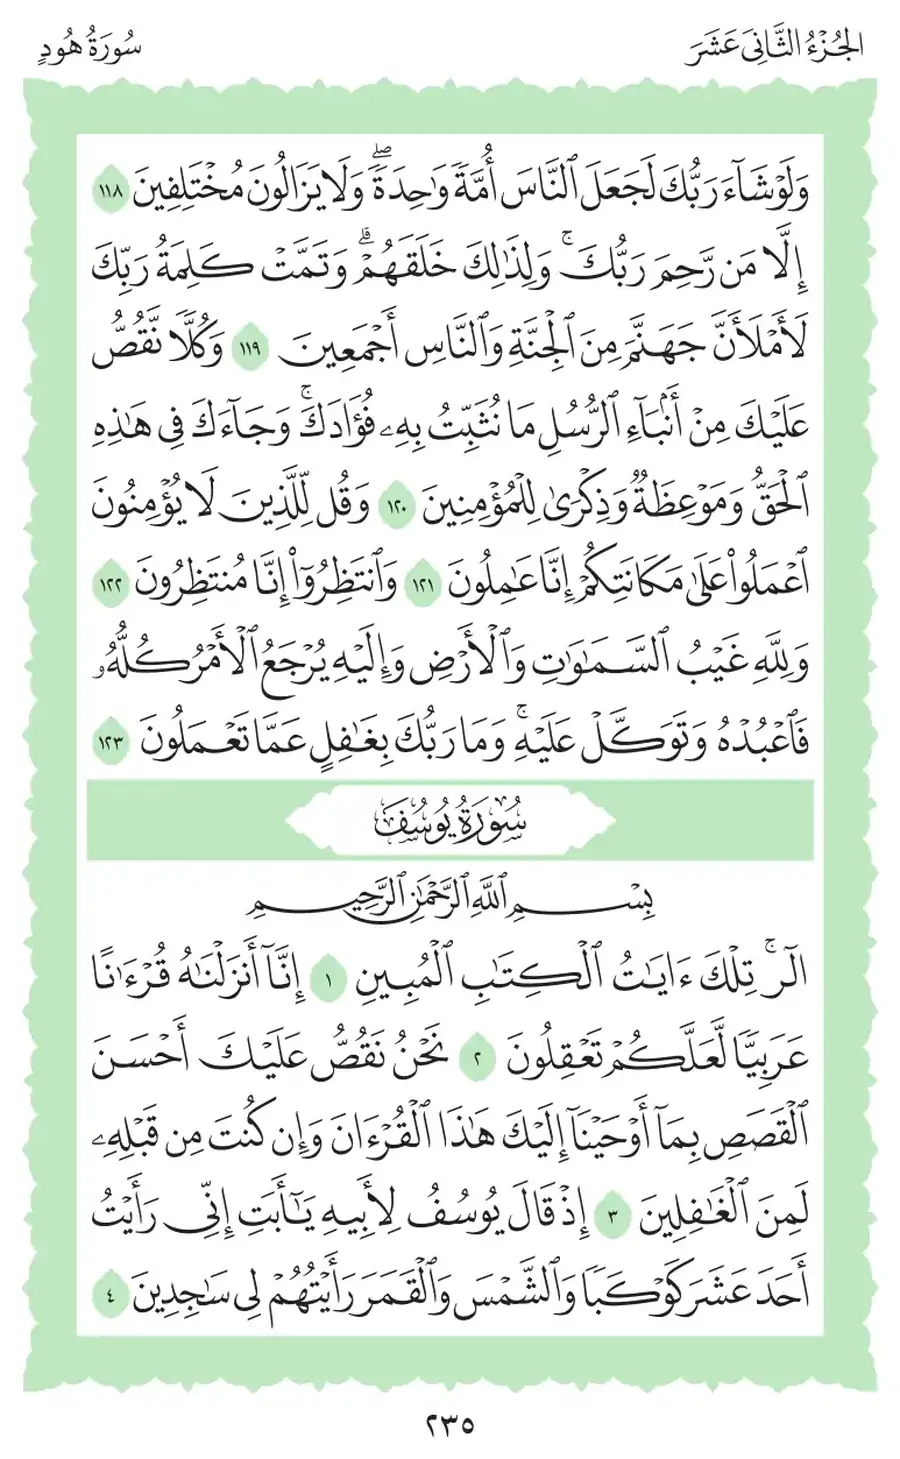 الجُزْءُ الثَّانِيَ عَشَرَ
سُورَةُ هُودٍ
وَلَوْ شَآءَ رَبُّكَ لَجَعَلَ ٱلنَّاسَ أُمَّةٗ وَٰحِدَةٗۖ وَلَا يَزَالُونَ مُخْتَلِفِينَ ١١٨
إِلَّا مَن رَّحِمَ رَبُّكَۚ وَلِذَٰلِكَ خَلَقَهُمْۗ وَتَمَّتْ كَلِمَةُ رَبِّكَ
لَأَمْلَأَنَّ جَهَنَّمَ مِنَ ٱلْجِنَّةِ وَٱلنَّاسِ أَجْمَعِينَ ١١٩ وَكُلّٗا نَّقُصُّ
عَلَيْكَ مِنْ أَنۢبَآءِ ٱلرُّسُلِ مَا نُثَبِّتُ بِهِۦ فُؤَادَكَۚ وَجَآءَكَ فِي هَٰذِهِ
ٱلْحَقُّ وَمَوْعِظَةٞ وَذِكْرَىٰ لِلْمُؤْمِنِينَ ١٢٠ وَقُل لِّلَّذِينَ لَا يُؤْمِنُونَ
ٱعْمَلُواْ عَلَىٰ مَكَانَتِكُمْ إِنَّا عَٰمِلُونَ ١٢١ وَٱنتَظِرُوٓاْ إِنَّا مُنتَظِرُونَ ١٢٢
وَلِلَّهِ غَيْبُ ٱلسَّمَٰوَٰتِ وَٱلْأَرْضِ وَإِلَيْهِ يُرْجَعُ ٱلْأَمْرُ كُلُّهُۥ
فَٱعْبُدْهُ وَتَوَكَّلْ عَلَيْهِۚ وَمَا رَبُّكَ بِغَٰفِلٍ عَمَّا تَعْمَلُونَ ١٢٣
سُورَةُ يُوسُفَ
بِسْمِ ٱللَّهِ ٱلرَّحْمَٰنِ ٱلرَّحِيمِ
الٓرۚ تِلْكَ ءَايَٰتُ ٱلْكِتَٰبِ ٱلْمُبِينِ ١ إِنَّآ أَنزَلْنَٰهُ قُرْءَٰنًا
عَرَبِيّٗا لَّعَلَّكُمْ تَعْقِلُونَ ٢ نَحْنُ نَقُصُّ عَلَيْكَ أَحْسَنَ
ٱلْقَصَصِ بِمَآ أَوْحَيْنَآ إِلَيْكَ هَٰذَا ٱلْقُرْءَانَ وَإِن كُنتَ مِن قَبْلِهِۦ
لَمِنَ ٱلْغَٰفِلِينَ ٣ إِذْ قَالَ يُوسُفُ لِأَبِيهِ يَٰٓأَبَتِ إِنِّي رَأَيْتُ
أَحَدَ عَشَرَ كَوْكَبٗا وَٱلشَّمْسَ وَٱلْقَمَرَ رَأَيْتُهُمْ لِي سَٰجِدِينَ ٤
٢٣٥